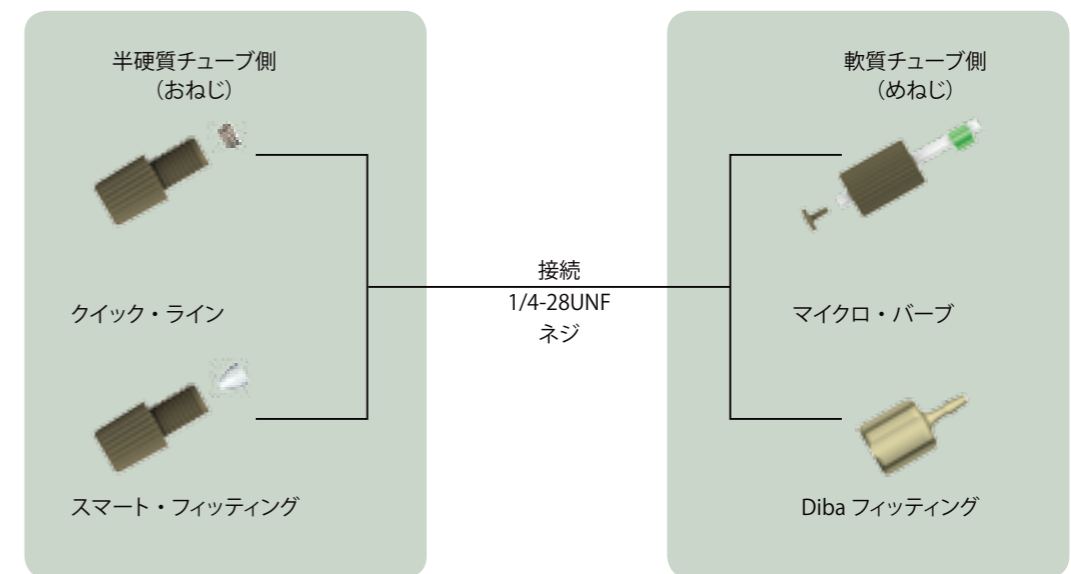 半硬質チューブ側
（おねじ）
クイック・ライン
スマート・フィッティング
接続
1/4-28UNF
ネジ
軟質チューブ側
（めねじ）
マイクロ・バーブ
Diba フィッティング